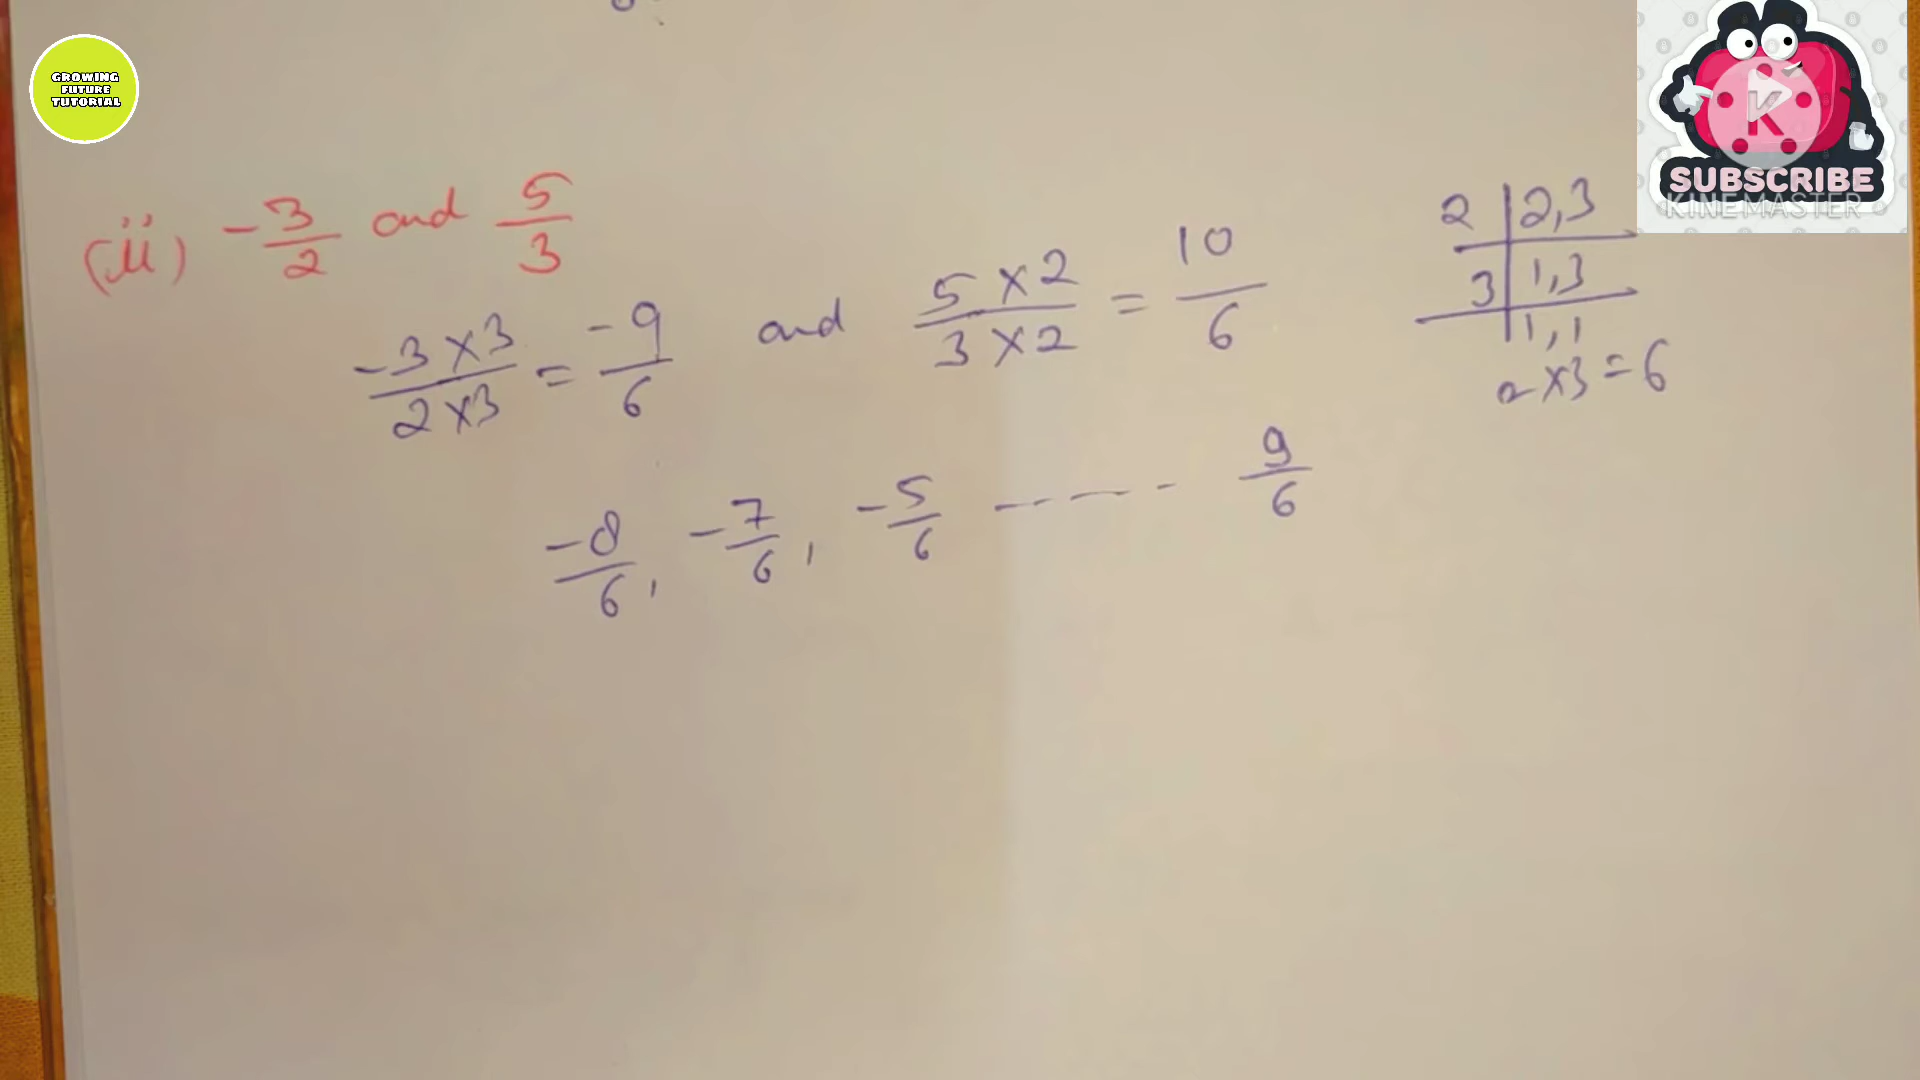 GROWING
FUTURE
TUTORIAL
SUBSCRIBE
KINEMASTER
(ii) -3/2 and 5/3
-3×3/2×3 = -9/6 and 5×2/3×2 = 10/6
2 | 2,3
3 | 1,3
1,1
2×3=6
-8/6, -7/6, -5/6 ------- 9/6